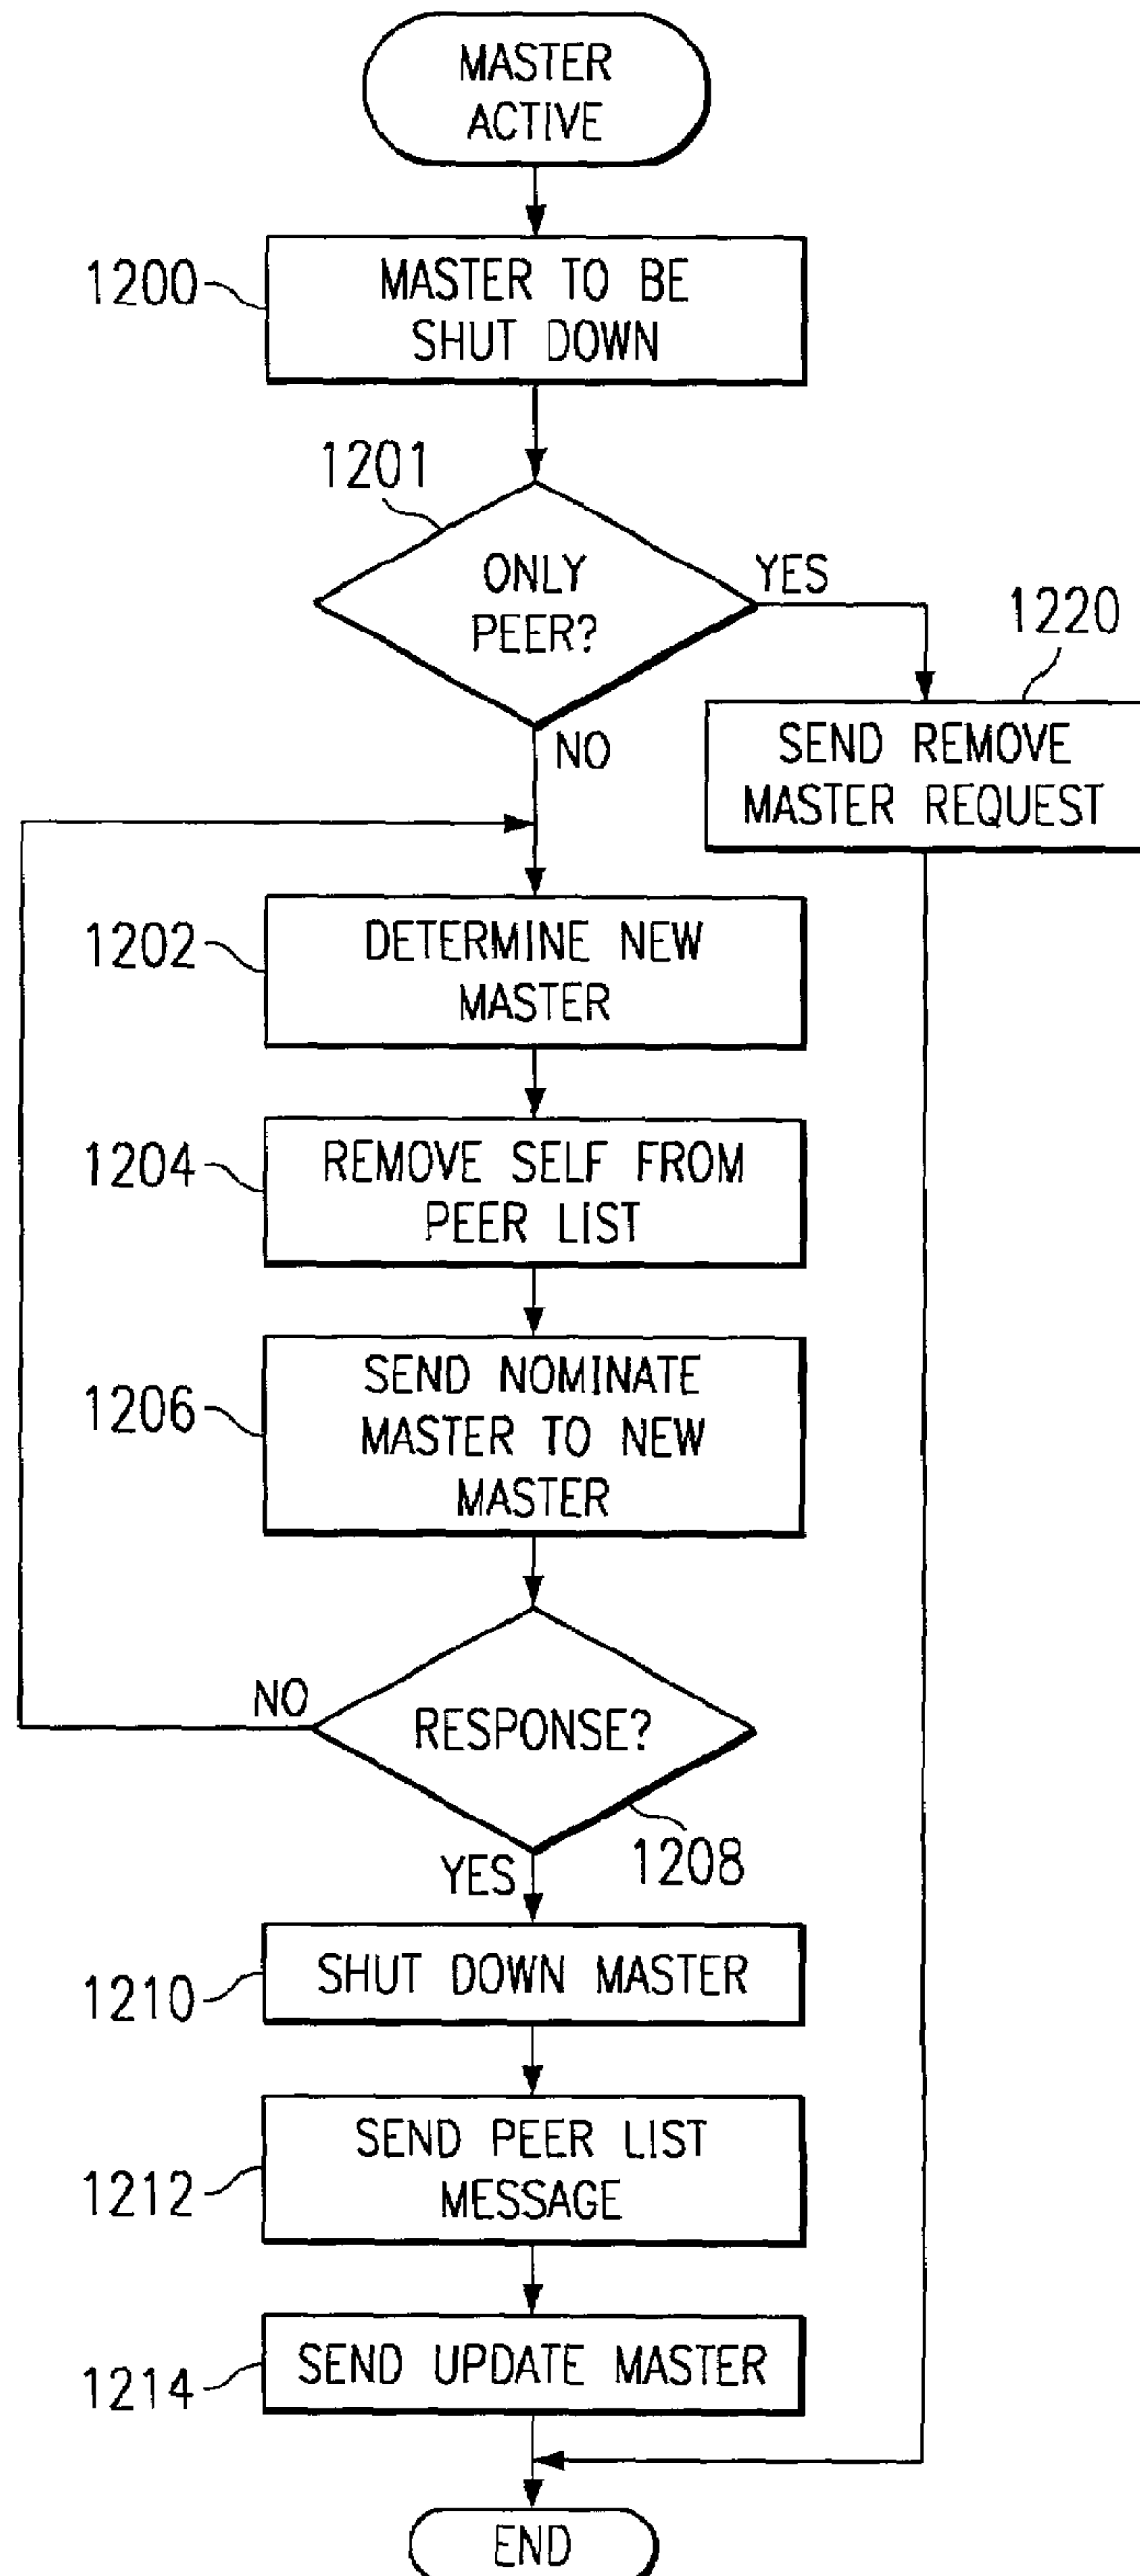 MASTER
ACTIVE
1200
MASTER TO BE
SHUT DOWN
1201
ONLY
PEER?
YES
1220
NO
SEND REMOVE
MASTER REQUEST
1202
DETERMINE NEW
MASTER
1204
REMOVE SELF FROM
PEER LIST
1206
SEND NOMINATE
MASTER TO NEW
MASTER
NO
RESPONSE?
1208
YES
1210
SHUT DOWN MASTER
1212
SEND PEER LIST
MESSAGE
1214
SEND UPDATE MASTER
END